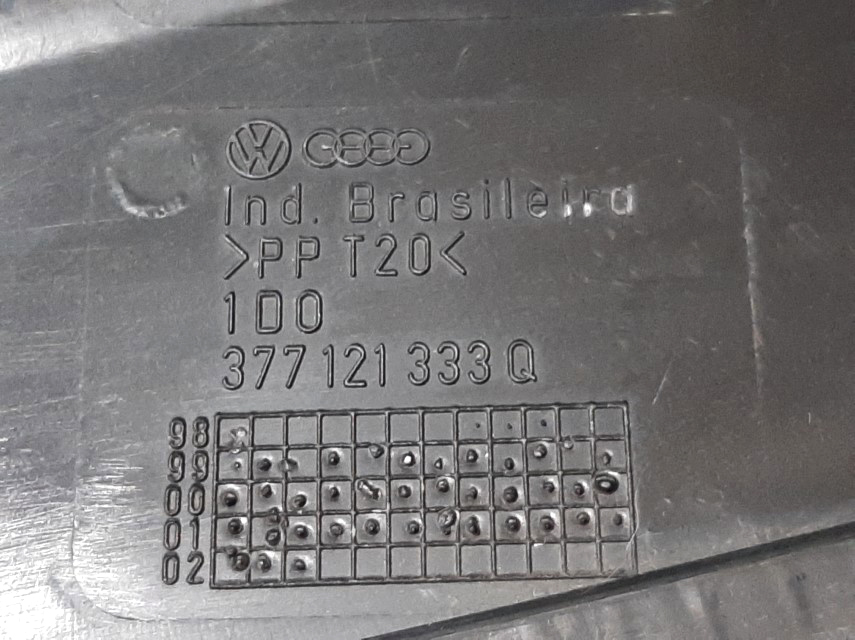 Ind. Brasileira
>PP T20<
1D0
377 121 333 Q
98
99
00
01
02